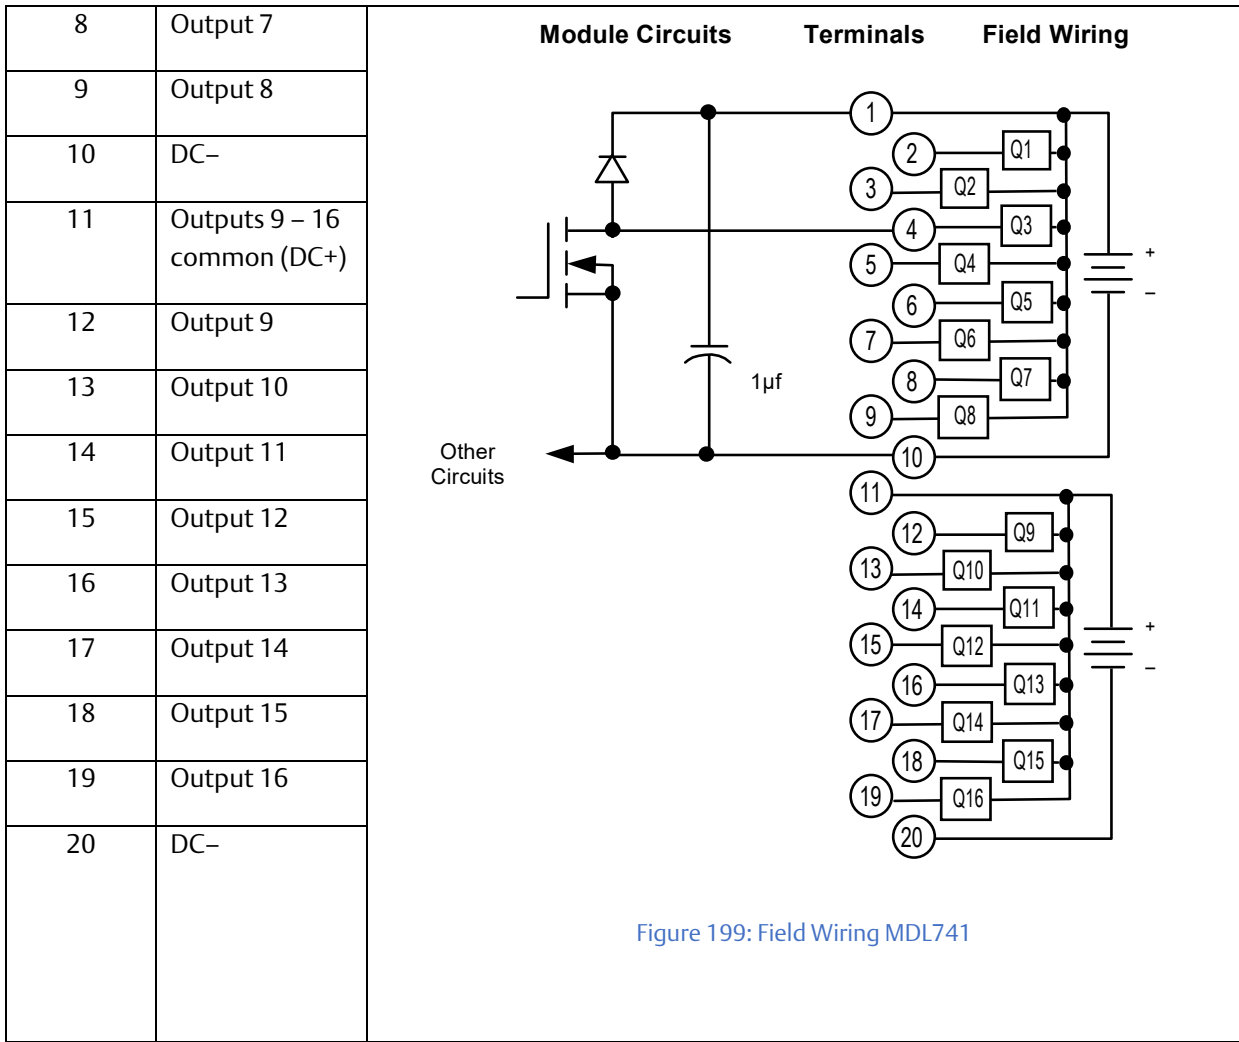 8 Output 7
9 Output 8
10 DC–
11 Outputs 9 – 16
common (DC+)
12 Output 9
13 Output 10
14 Output 11
15 Output 12
16 Output 13
17 Output 14
18 Output 15
19 Output 16
20 DC–
Module Circuits Terminals Field Wiring
1
2 Q1
3 Q2
4 Q3
5 Q4
+
6 Q5
–
7 Q6
8 Q7
1µf
9 Q8
Other
Circuits
10
11
12 Q9
13 Q10
14 Q11
+
15 Q12
–
16 Q13
17 Q14
18 Q15
19 Q16
20
Figure 199: Field Wiring MDL741